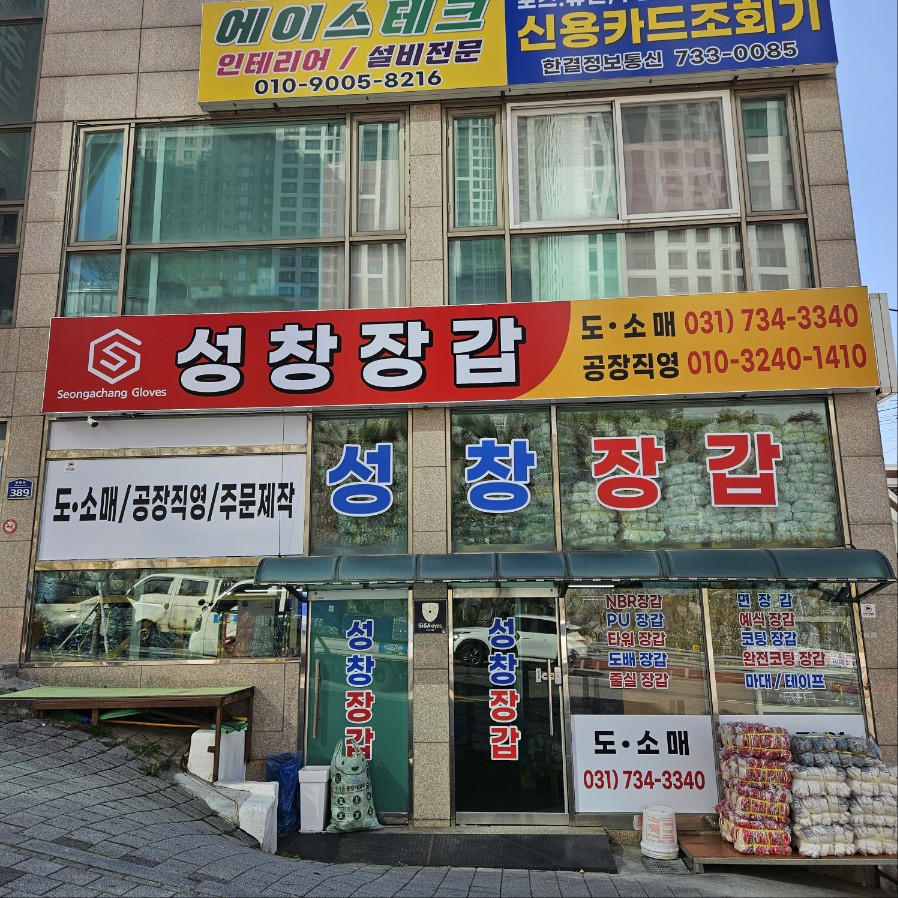 에이스테크
인테리어 / 설비전문
010-9005-8216
신용카드조회기
한결정보통신 733-0085
Seongachang Gloves
성창장갑
도·소매 031) 734-3340
공장직영 010-3240-1410
389
도·소매/공장직영/주문제작
성창장갑
성창장갑
GiGAeyes
성창장갑
NBR장갑
PU 장갑
타워 장갑
도배 장갑
줄실 장갑
면 장 갑
예식 장갑
코팅 장갑
안전코팅 장갑
마대 / 테이프
도·소매
031) 734-3340